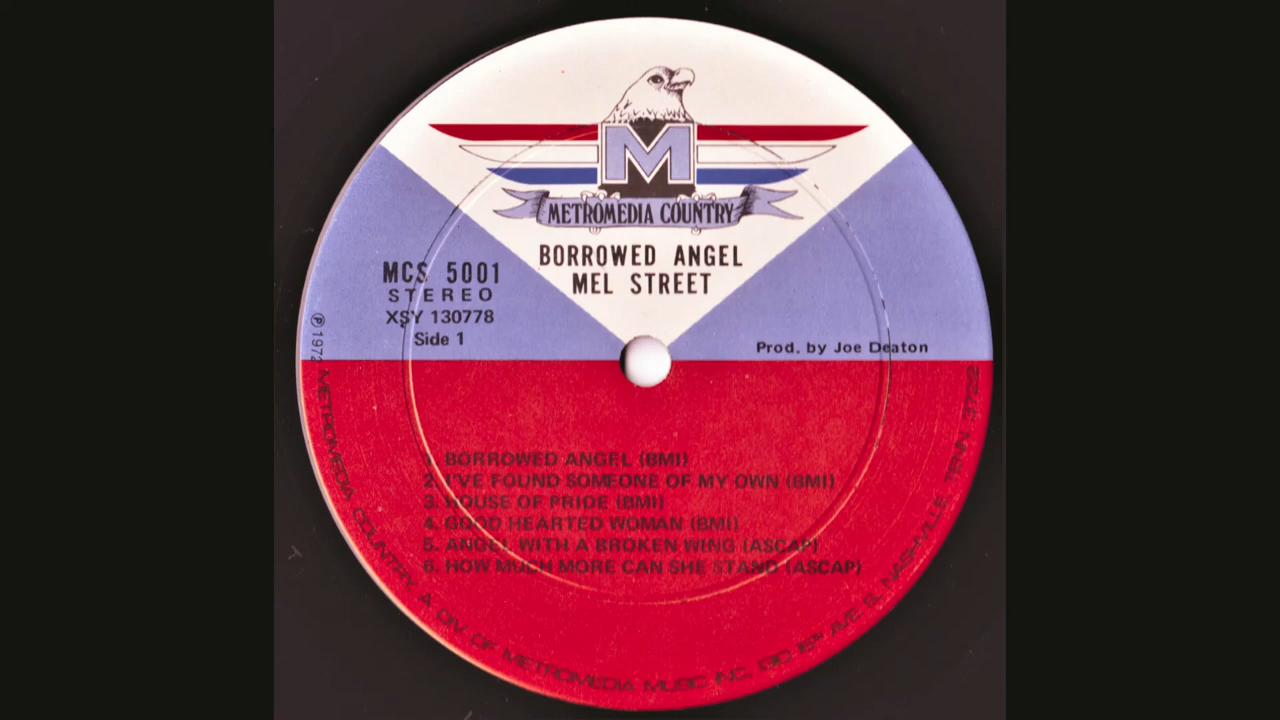 M
METROMEDIA COUNTRY
BORROWED ANGEL
MEL STREET
MCS 5001
STEREO
XSY 130778
Side 1
Prod. by Joe Deaton
1. BORROWED ANGEL (BMI)
2. I'VE FOUND SOMEONE OF MY OWN (BMI)
3. HOUSE OF PRIDE (BMI)
4. GOOD HEARTED WOMAN (BMI)
5. ANGEL WITH A BROKEN WING (ASCAP)
6. HOW MUCH MORE CAN SHE STAND (ASCAP)
℗ 1972 METROMEDIA COUNTRY, A DIV. OF METROMEDIA MUSIC INC. AVE S. NASHVILLE TENN.